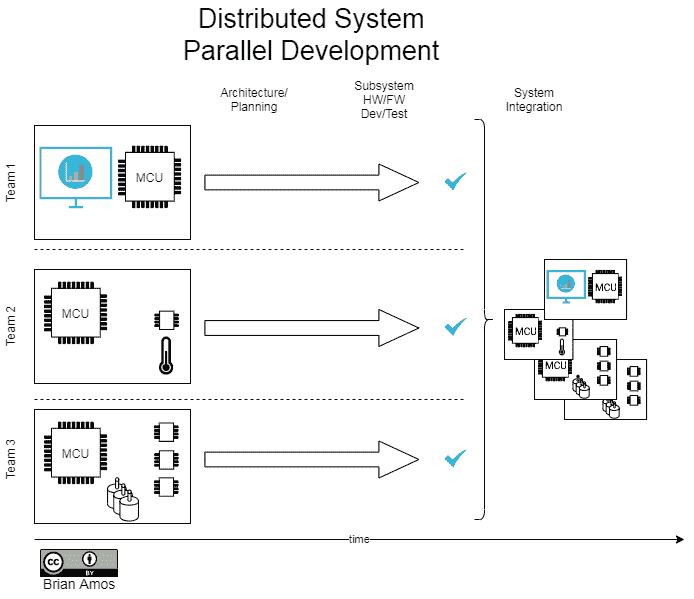 Distributed System
Parallel Development
Architecture/
Planning
Subsystem
HW/FW
Dev/Test
System
Integration
Team 1
MCU
Team 2
MCU
Team 3
MCU
MCU
MCU
MCU
time
cc
BY
Brian Amos